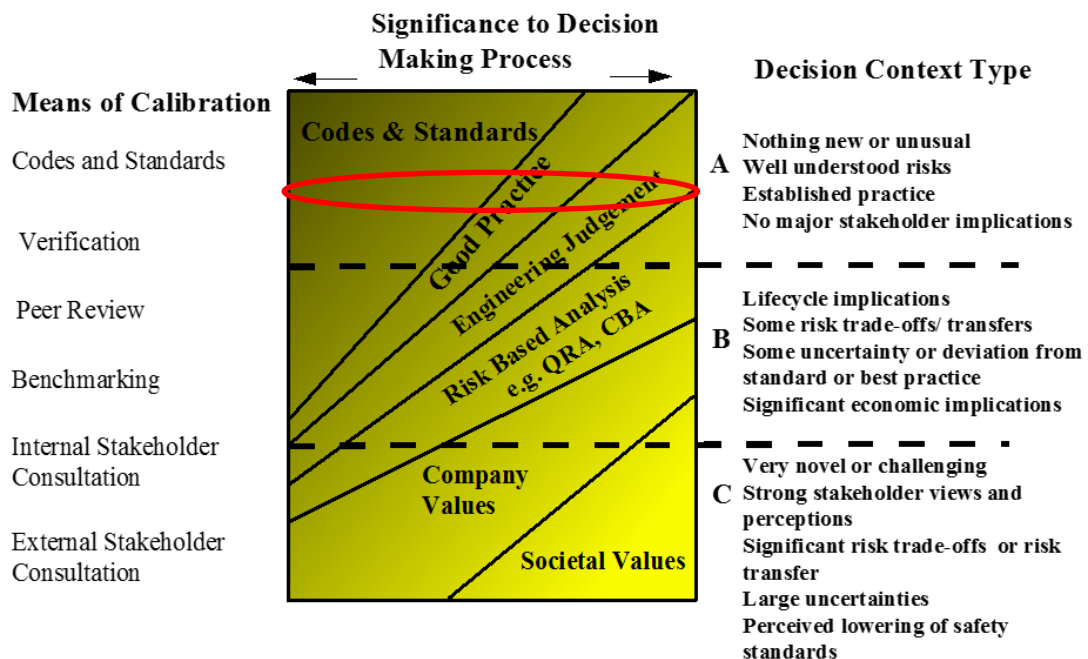 Significance to Decision
Making Process
Decision Context Type
Means of Calibration
Codes and Standards
Verification
Peer Review
Benchmarking
Internal Stakeholder
Consultation
External Stakeholder
Consultation
Codes & Standards
Good Practice
Engineering Judgement
Risk Based Analysis
e.g. QRA, CBA
Company
Values
Societal Values
A
Nothing new or unusual
Well understood risks
Established practice
No major stakeholder implications
B
Lifecycle implications
Some risk trade-offs/ transfers
Some uncertainty or deviation from
standard or best practice
Significant economic implications
C
Very novel or challenging
Strong stakeholder views and
perceptions
Significant risk trade-offs or risk
transfer
Large uncertainties
Perceived lowering of safety
standards